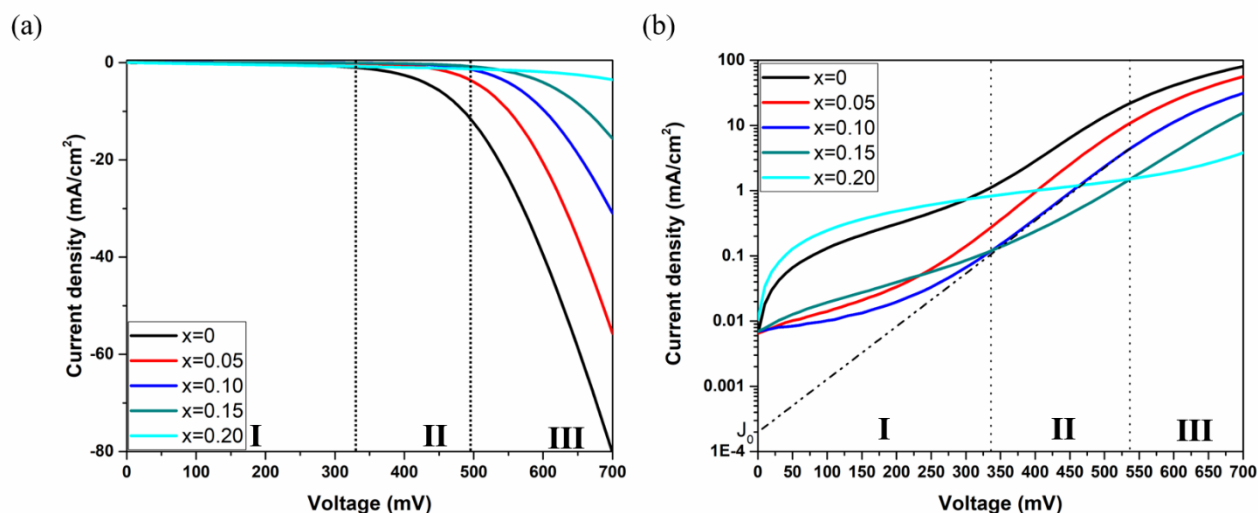 (a)
0
-20
-40
-60
-80
Current density (mA/cm²)
x=0
x=0.05
x=0.10
x=0.15
x=0.20
I
II
III
0 100 200 300 400 500 600 700
Voltage (mV)
(b)
100
10
1
0.1
0.01
0.001
J₀
1E-4
Current density (mA/cm²)
x=0
x=0.05
x=0.10
x=0.15
x=0.20
I
II
III
0 50 100 150 200 250 300 350 400 450 500 550 600 650 700
Voltage (mV)